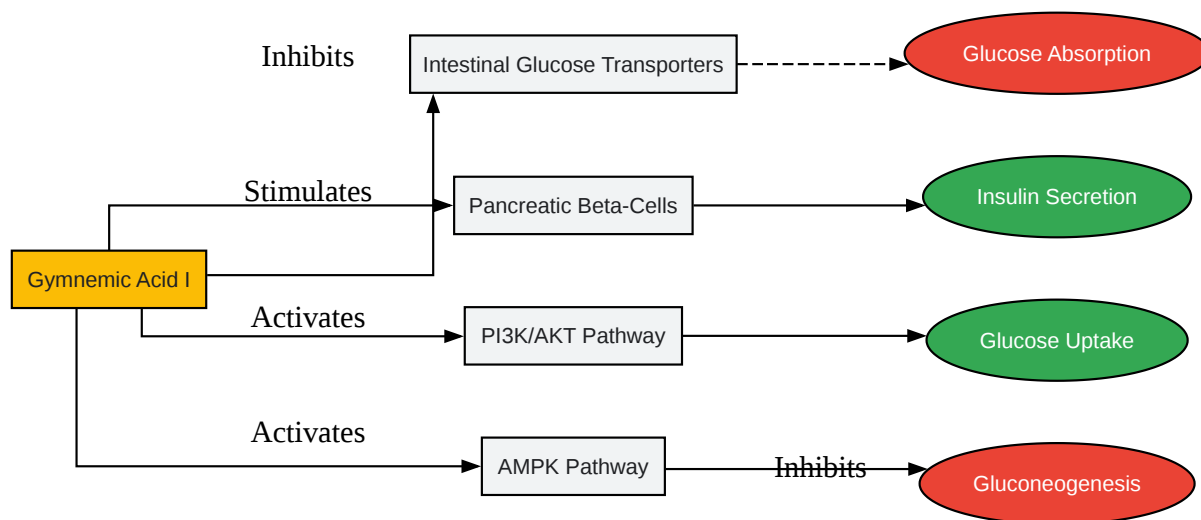 Inhibits
Intestinal Glucose Transporters
Glucose Absorption
Stimulates
Pancreatic Beta-Cells
Insulin Secretion
Gymnemic Acid I
Activates
PI3K/AKT Pathway
Glucose Uptake
Activates
AMPK Pathway
Inhibits
Gluconeogenesis